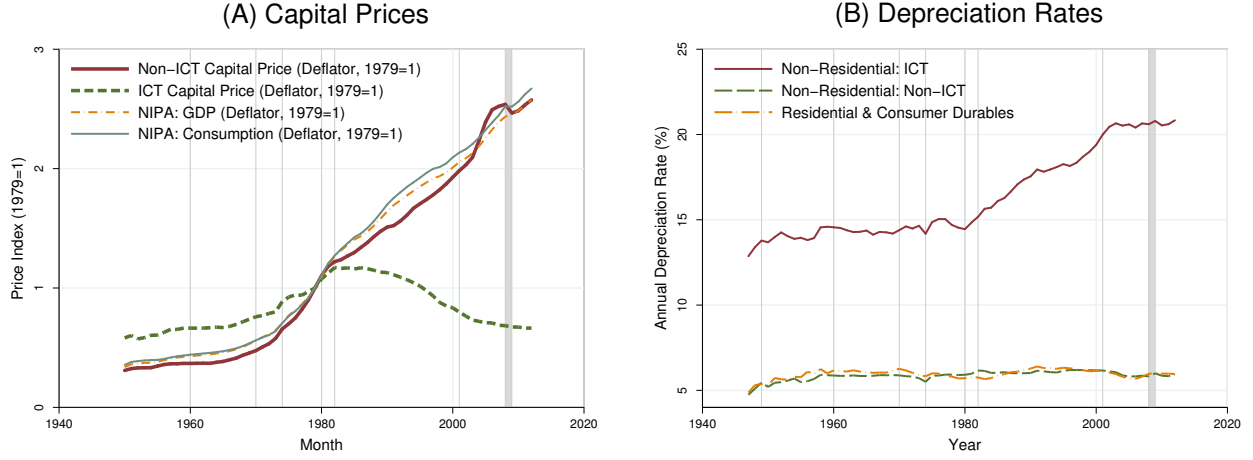 (A) Capital Prices
Price Index (1979=1)
3
2
1
0
Non−ICT Capital Price (Deflator, 1979=1)
ICT Capital Price (Deflator, 1979=1)
NIPA: GDP (Deflator, 1979=1)
NIPA: Consumption (Deflator, 1979=1)
1940 1960 1980 2000 2020
Month
(B) Depreciation Rates
Annual Depreciation Rate (%)
25
20
15
10
5
Non−Residential: ICT
Non−Residential: Non−ICT
Residential & Consumer Durables
1940 1960 1980 2000 2020
Year